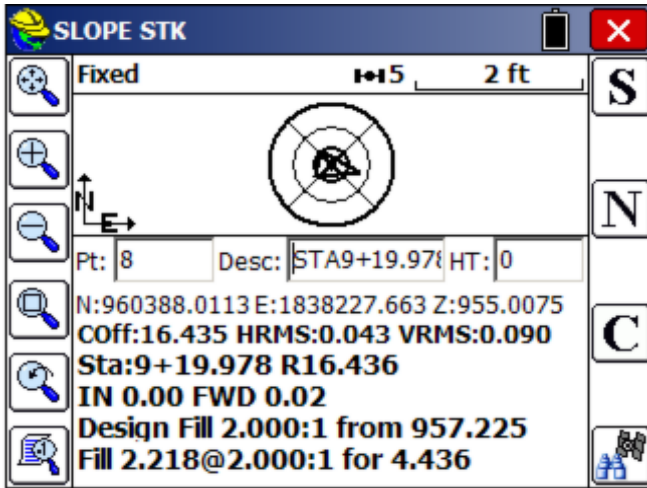 SLOPE STK
Fixed 5 2 ft
S
N
E
N
Pt: 8 Desc: STA9+19.978 HT: 0
N:960388.0113 E:1838227.663 Z:955.0075
COff:16.435 HRMS:0.043 VRMS:0.090
C
Sta:9+19.978 R16.436
IN 0.00 FWD 0.02
Design Fill 2.000:1 from 957.225
Fill 2.218@2.000:1 for 4.436